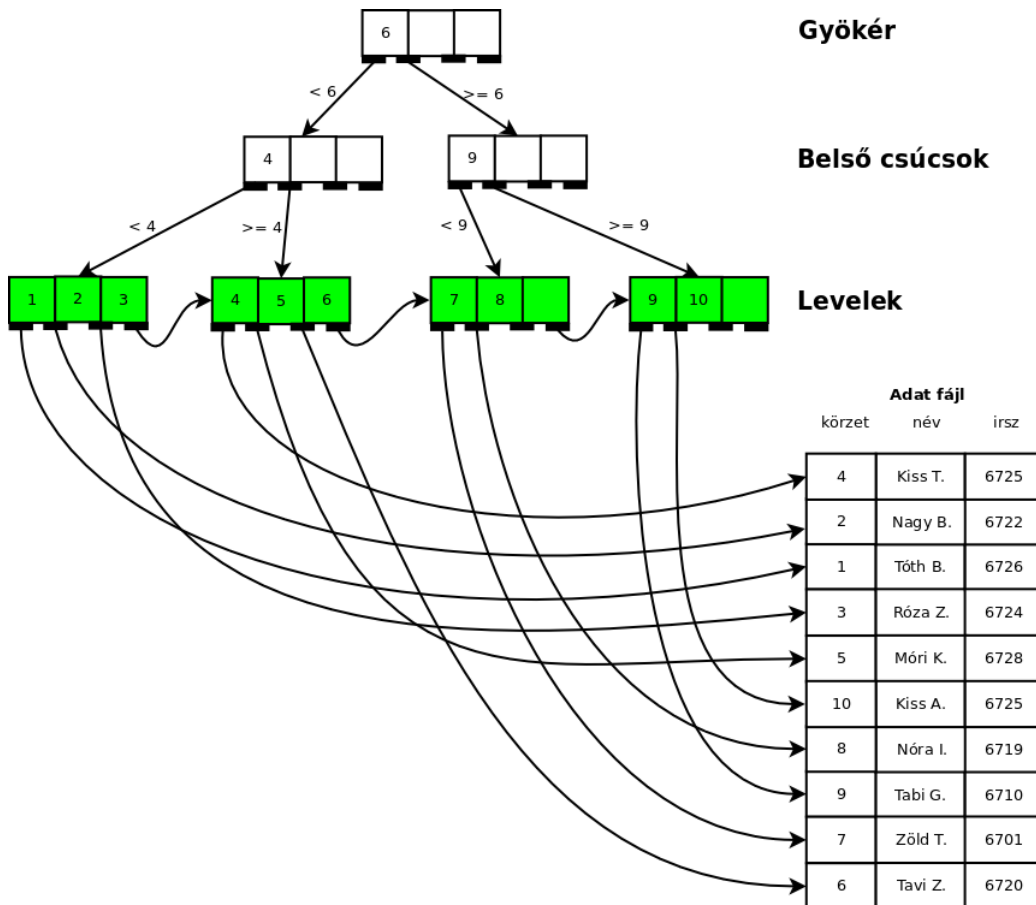 6
Gyökér
< 6
>= 6
4
9
Belső csúcsok
< 4
>= 4
< 9
>= 9
1 2 3
4 5 6
7 8
9 10
Levelek
Adat fájl
körzet név irsz
4 Kiss T. 6725
2 Nagy B. 6722
1 Tóth B. 6726
3 Róza Z. 6724
5 Móri K. 6728
10 Kiss A. 6725
8 Nóra I. 6719
9 Tabi G. 6710
7 Zöld T. 6701
6 Tavi Z. 6720